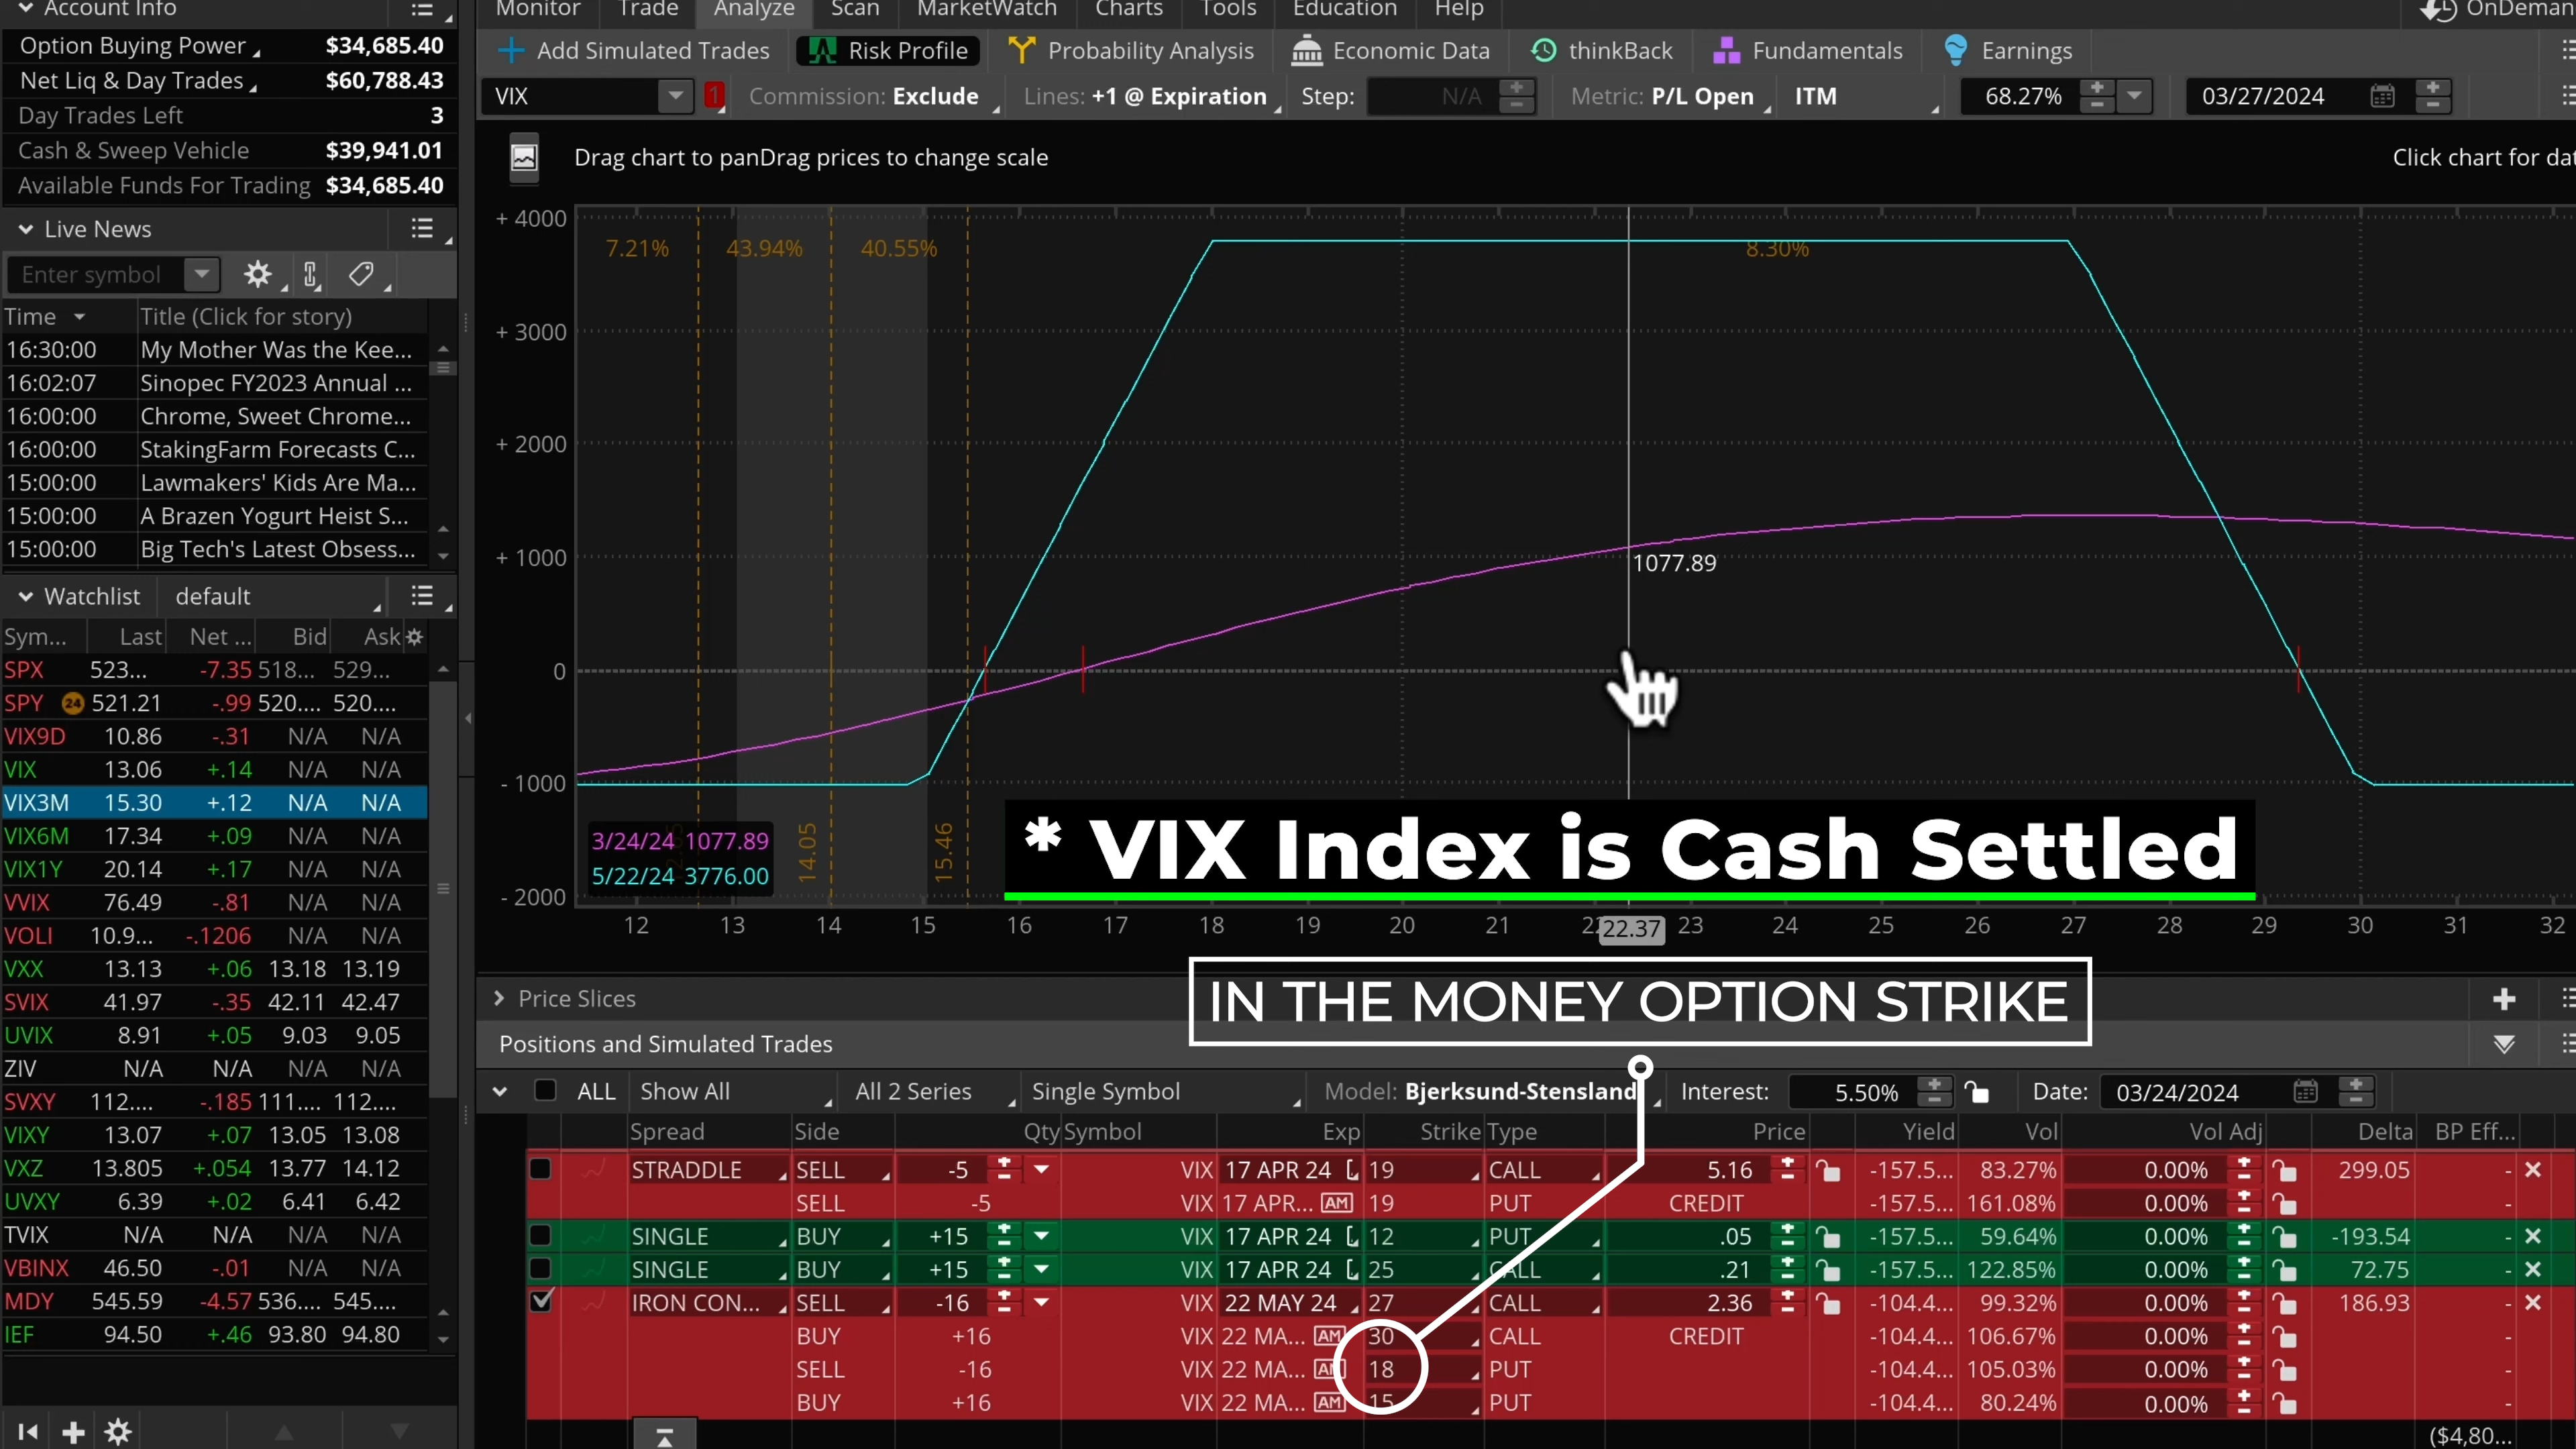 Account Info
Option Buying Power $34,685.40
Net Liq & Day Trades $60,788.43
Day Trades Left 3
Cash & Sweep Vehicle $39,941.01
Available Funds For Trading $34,685.40
Live News
Enter symbol
Time Title (Click for story)
16:30:00 My Mother Was the Kee...
16:02:07 Sinopec FY2023 Annual ...
16:00:00 Chrome, Sweet Chrome...
16:00:00 StakingFarm Forecasts C...
15:00:00 Lawmakers' Kids Are Ma...
15:00:00 A Brazen Yogurt Heist S...
15:00:00 Big Tech's Latest Obsess...
Watchlist default
Sym... Last Net ... Bid Ask
SPX 523... -7.35 518... 529...
SPY 24 521.21 -.99 520.... 520....
VIX9D 10.86 -.31 N/A N/A
VIX 13.06 +.14 N/A N/A
VIX3M 15.30 +.12 N/A N/A
VIX6M 17.34 +.09 N/A N/A
VIX1Y 20.14 +.17 N/A N/A
VVIX 76.49 -.81 N/A N/A
VOLI 10.9... -.1206 N/A N/A
VXX 13.13 +.06 13.18 13.19
SVIX 41.97 -.35 42.11 42.47
UVIX 8.91 +.05 9.03 9.05
ZIV N/A N/A N/A N/A
SVXY 112.... -.185 111.... 112....
VIXY 13.07 +.07 13.05 13.08
VXZ 13.805 +.054 13.77 14.12
UVXY 6.39 +.02 6.41 6.42
TVIX N/A N/A N/A N/A
VBINX 46.50 -.01 N/A N/A
MDY 545.59 -4.57 536.... 545....
IEF 94.50 +.46 93.80 94.80
Monitor Trade Analyze Scan MarketWatch Charts Tools Education Help OnDeman
Add Simulated Trades Risk Profile Probability Analysis Economic Data thinkBack Fundamentals Earnings
VIX 1 Commission: Exclude Lines: +1 @ Expiration Step: N/A Metric: P/L Open ITM 68.27% 03/27/2024
Drag chart to panDrag prices to change scale Click chart for dat
+ 4000
+ 3000
+ 2000
+ 1000
0
- 1000
- 2000
7.21% 43.94% 40.55% 8.30%
1077.89
3/24/24 1077.89
5/22/24 3776.00
14.05
15.46
* VIX Index is Cash Settled
12 13 14 15 16 17 18 19 20 21 22.37 23 24 25 26 27 28 29 30 31 32
IN THE MONEY OPTION STRIKE
Price Slices
Positions and Simulated Trades
ALL Show All All 2 Series Single Symbol Model: Bjerksund-Stensland Interest: 5.50% Date: 03/24/2024
Spread Side Qty Symbol Exp Strike Type Price Yield Vol Vol Adj Delta BP Eff...
STRADDLE SELL -5 VIX 17 APR 24 19 CALL 5.16 -157.5... 83.27% 0.00% 299.05 -
SELL -5 VIX 17 APR... AM 19 PUT CREDIT -157.5... 161.08% 0.00% -
SINGLE BUY +15 VIX 17 APR 24 12 PUT .05 -157.5... 59.64% 0.00% -193.54 -
SINGLE BUY +15 VIX 17 APR 24 25 CALL .21 -157.5... 122.85% 0.00% 72.75 -
IRON CON... SELL -16 VIX 22 MAY 24 27 CALL 2.36 -104.4... 99.32% 0.00% 186.93 -
BUY +16 VIX 22 MA... AM 30 CALL CREDIT -104.4... 106.67% 0.00% -
SELL -16 VIX 22 MA... AM 18 PUT -104.4... 105.03% 0.00% -
BUY +16 VIX 22 MA... AM 15 PUT -104.4... 80.24% 0.00% -
($4,80...